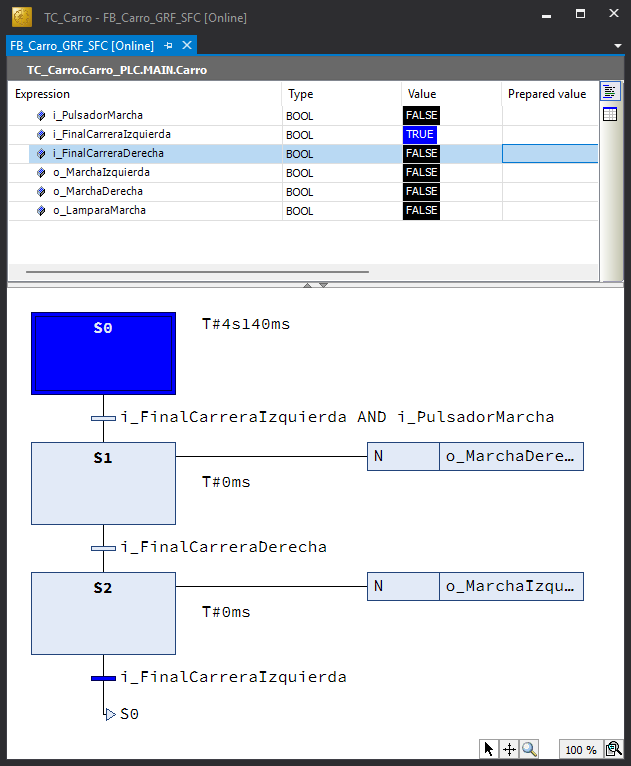 TC_Carro - FB_Carro_GRF_SFC [Online]
FB_Carro_GRF_SFC [Online]
TC_Carro.Carro_PLC.MAIN.Carro
Expression Type Value Prepared value
i_PulsadorMarcha BOOL FALSE
i_FinalCarreraIzquierda BOOL TRUE
i_FinalCarreraDerecha BOOL FALSE
o_MarchaIzquierda BOOL FALSE
o_MarchaDerecha BOOL FALSE
o_LamparaMarcha BOOL FALSE
S0 T#4s140ms
i_FinalCarreraIzquierda AND i_PulsadorMarcha
S1 N o_MarchaDere…
T#0ms
i_FinalCarreraDerecha
S2 N o_MarchaIzqu…
T#0ms
i_FinalCarreraIzquierda
S0
100 %